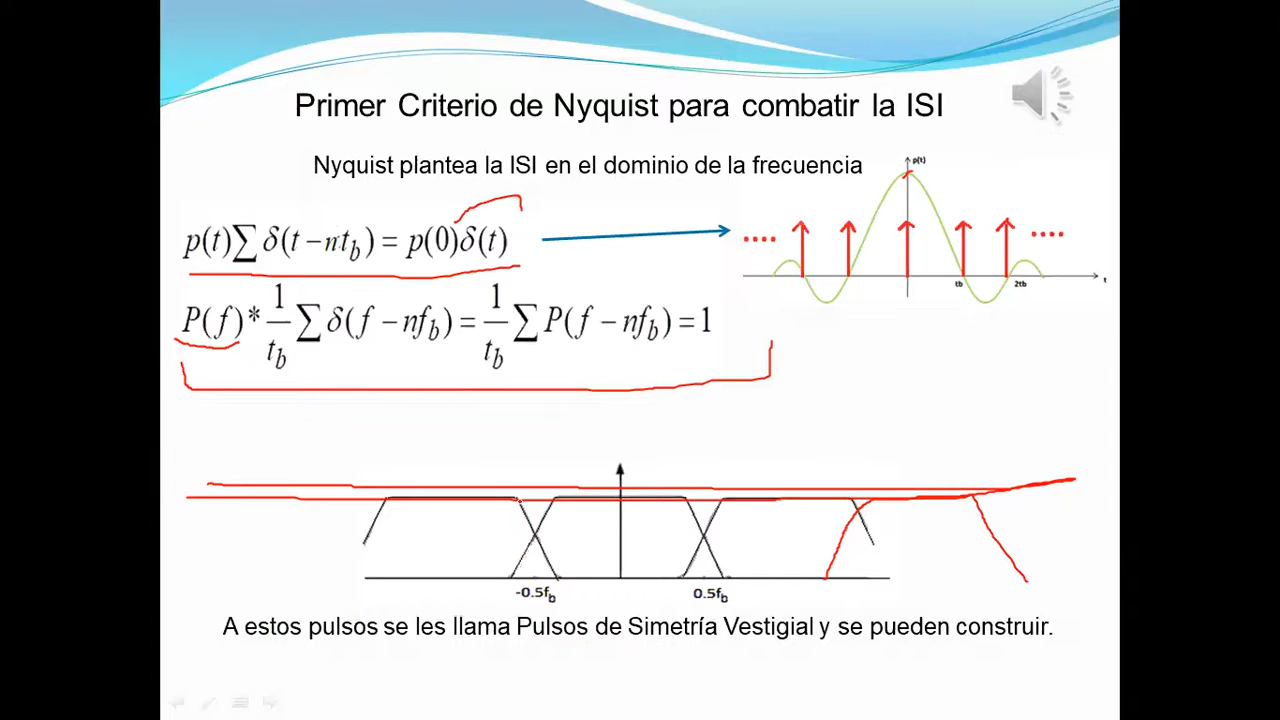 Primer Criterio de Nyquist para combatir la ISI
Nyquist plantea la ISI en el dominio de la frecuencia
p(t)
p(t)∑ δ(t − nt_b) = p(0)δ(t)
....
....
tb
2tb
t
P(f) * 1/t_b ∑ δ(f − nf_b) = 1/t_b ∑ P(f − nf_b) = 1
-0.5f_b
0.5f_b
A estos pulsos se les llama Pulsos de Simetría Vestigial y se pueden construir.